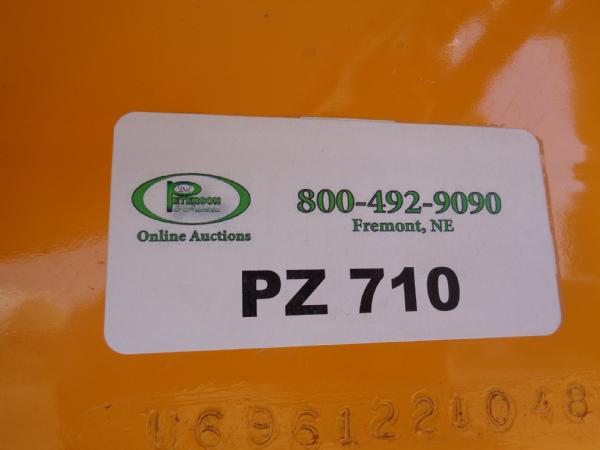 PETERSON
Online Auctions
800-492-9090
Fremont, NE
PZ 710
U6961221048